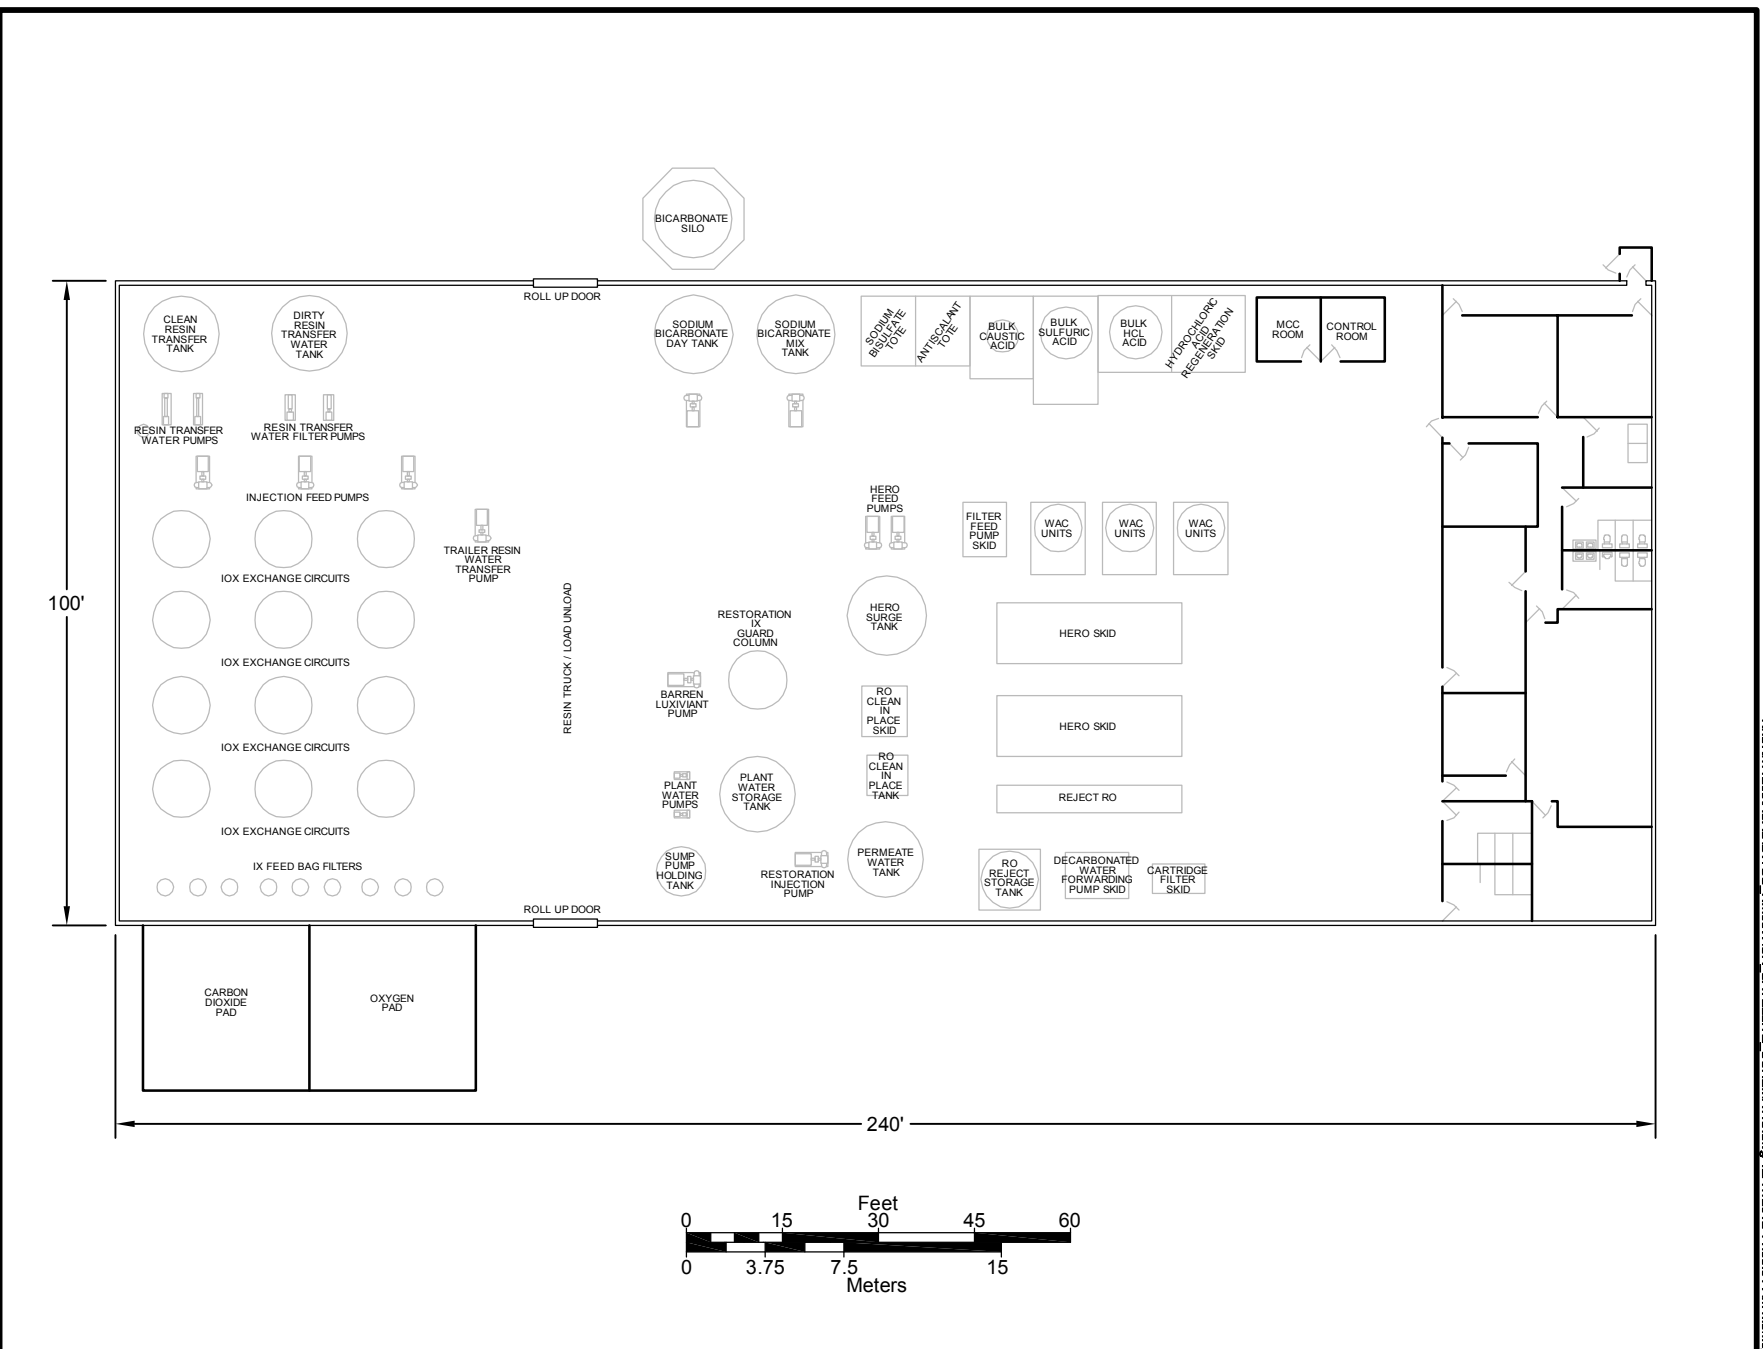 BICARBONATE
SILO
ROLL UP DOOR
CLEAN
RESIN
TRANSFER
TANK
DIRTY
RESIN
TRANSFER
WATER
TANK
SODIUM
BICARBONATE
DAY TANK
SODIUM
BICARBONATE
MIX
TANK
SODIUM
BISULFATE
TOTE
ANTISCALANT
TOTE
BULK
CAUSTIC
ACID
BULK
SULFURIC
ACID
BULK
HCL
ACID
HYDROCHLORIC
ACID
REGENERATION
SKID
MCC
ROOM
CONTROL
ROOM
RESIN TRANSFER
WATER PUMPS
RESIN TRANSFER
WATER FILTER PUMPS
INJECTION FEED PUMPS
HERO
FEED
PUMPS
FILTER
FEED
PUMP
SKID
WAC
UNITS
WAC
UNITS
WAC
UNITS
TRAILER RESIN
WATER
TRANSFER
PUMP
IOX EXCHANGE CIRCUITS
100'
RESIN TRUCK / LOAD UNLOAD
RESTORATION
IX
GUARD
COLUMN
HERO
SURGE
TANK
HERO SKID
IOX EXCHANGE CIRCUITS
BARREN
LUXIVIANT
PUMP
RO
CLEAN
IN
PLACE
SKID
HERO SKID
IOX EXCHANGE CIRCUITS
PLANT
WATER
PUMPS
PLANT
WATER
STORAGE
TANK
RO
CLEAN
IN
PLACE
TANK
REJECT RO
IOX EXCHANGE CIRCUITS
IX FEED BAG FILTERS
SUMP
PUMP
HOLDING
TANK
RESTORATION
INJECTION
PUMP
PERMEATE
WATER
TANK
RO
REJECT
STORAGE
TANK
DECARBONATED
WATER
FORWARDING
PUMP SKID
CARTRIDGE
FILTER
SKID
ROLL UP DOOR
CARBON
DIOXIDE
PAD
OXYGEN
PAD
240'
Feet
0 15 30 45 60
0 3.75 7.5 15
Meters